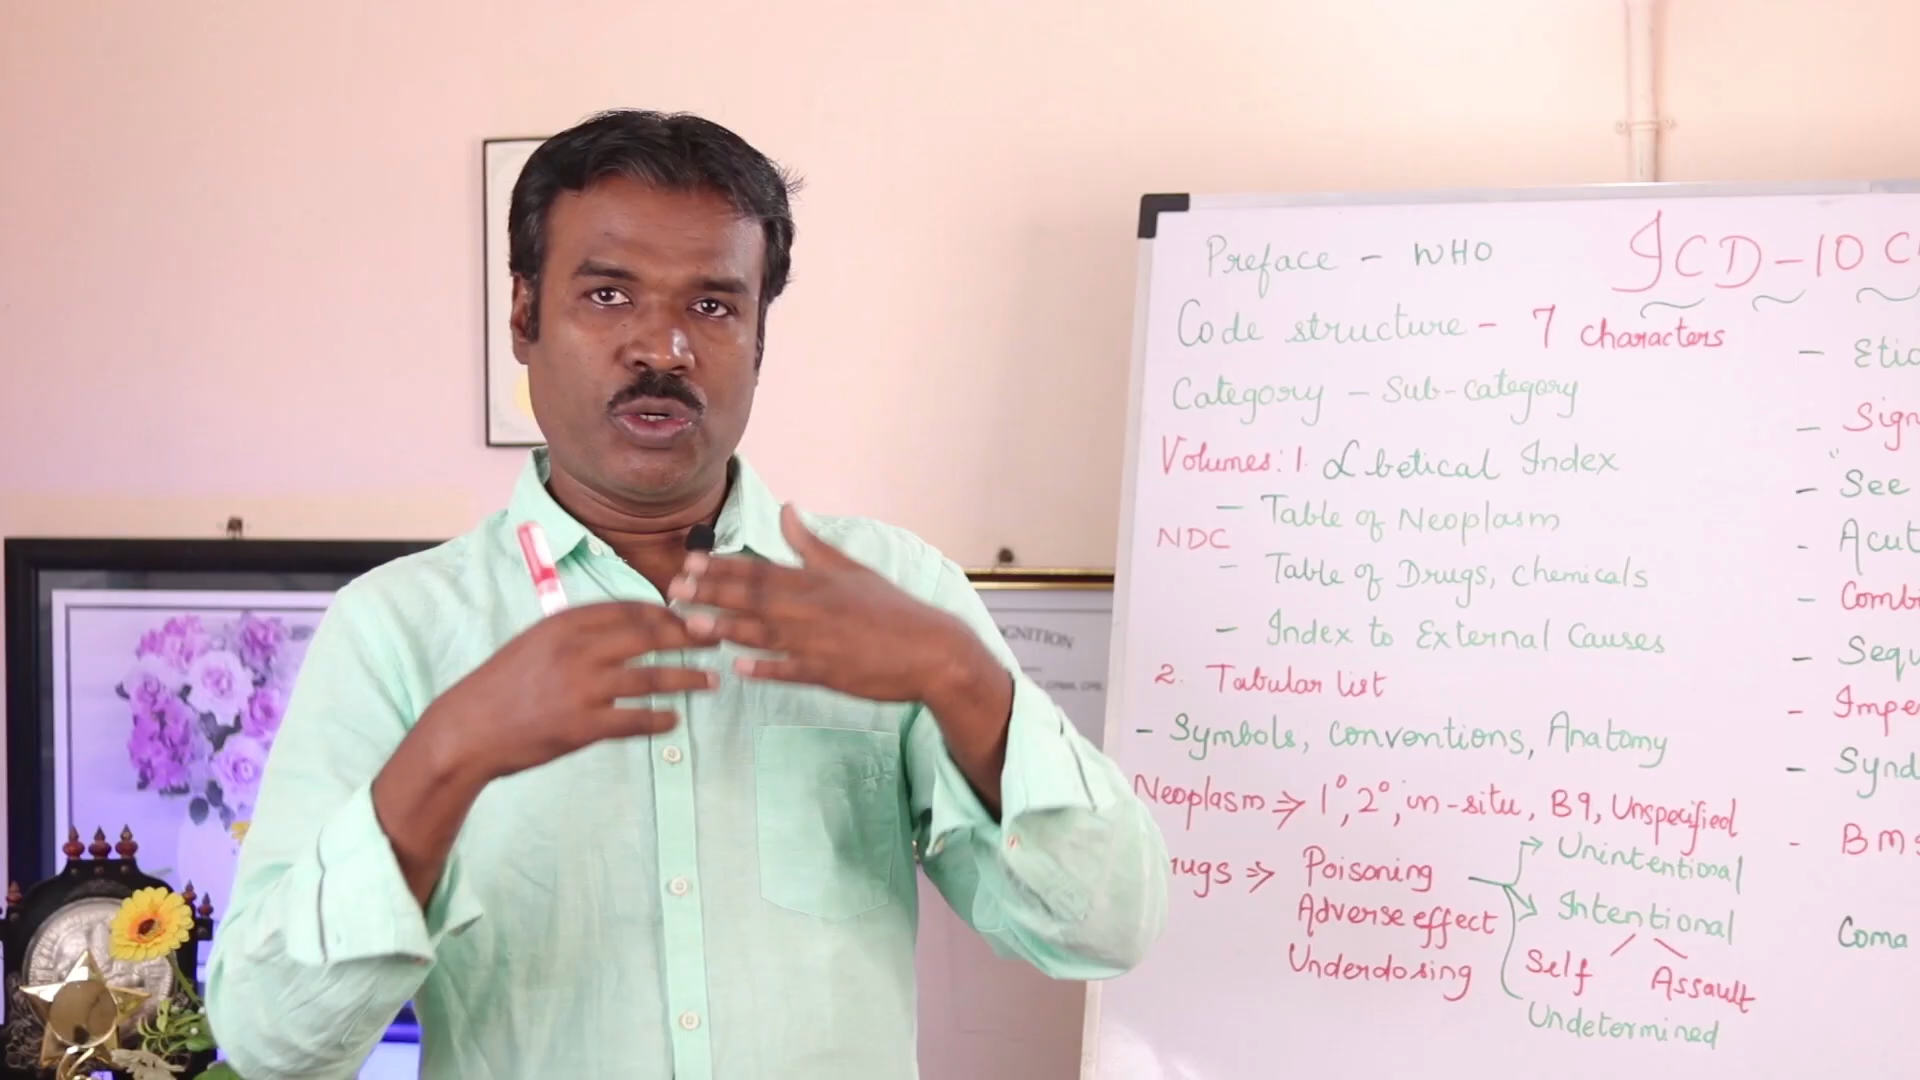 Preface - WHO
ICD-10 C
Code structure - 7 characters
Category - Sub-category
Volumes: 1. αbetical Index
- Table of Neoplasm
NDC
- Table of Drugs, Chemicals
- Index to External Causes
2. Tabular list
- Symbols, conventions, Anatomy
Neoplasm ⇒ 1°, 2°, in-situ, B9, Unspecified
rugs ⇒ Poisoning
Adverse effect
Underdosing
Unintentional
Intentional
Self
Assault
Undetermined
- Etio
- Sign
- See
- Acut
- Comb
- Sequ
- Impe
- Synd
- BMI
Coma
GNITION